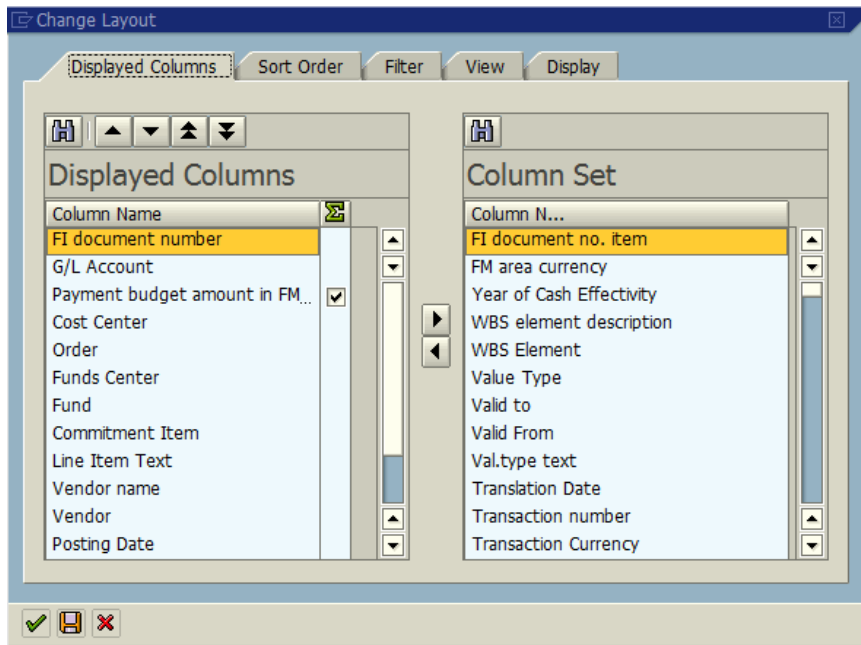 Change Layout
Displayed Columns
Sort Order
Filter
View
Display
Displayed Columns
Column Name
FI document number
G/L Account
Payment budget amount in FM...
Cost Center
Order
Funds Center
Fund
Commitment Item
Line Item Text
Vendor name
Vendor
Posting Date
Column Set
Column N...
FI document no. item
FM area currency
Year of Cash Effectivity
WBS element description
WBS Element
Value Type
Valid to
Valid From
Val.type text
Translation Date
Transaction number
Transaction Currency